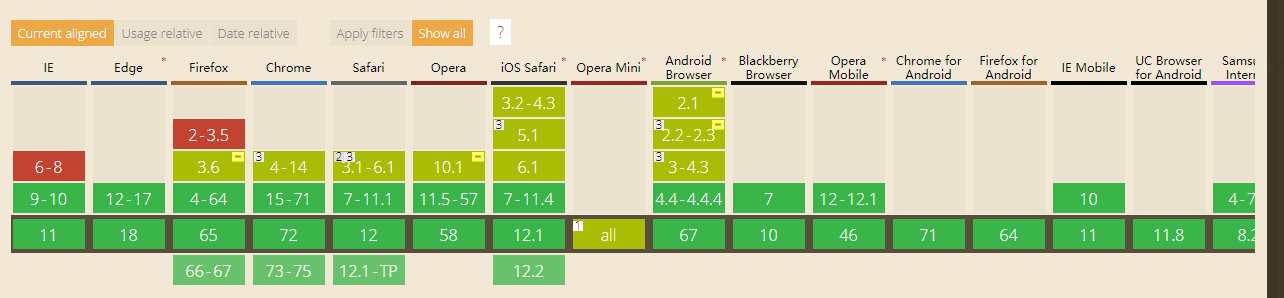 Current aligned Usage relative Date relative Apply filters Show all ?
IE Edge * Firefox Chrome Safari Opera iOS Safari * Opera Mini * Android Browser * Blackberry Browser Opera Mobile * Chrome for Android Firefox for Android IE Mobile UC Browser for Android
3.2-4.3 2.1
2-3.5 3 5.1 3 2.2-2.3
6-8 3.6 3 4-14 2 3 3.1-6.1 10.1 6.1 3 3-4.3
9-10 12-17 4-64 15-71 7-11.1 11.5-57 7-11.4 4.4-4.4.4 7 12-12.1 10
11 18 65 72 12 58 12.1 1 all 67 10 46 71 64 11 11.8
66-67 73-75 12.1-TP 12.2